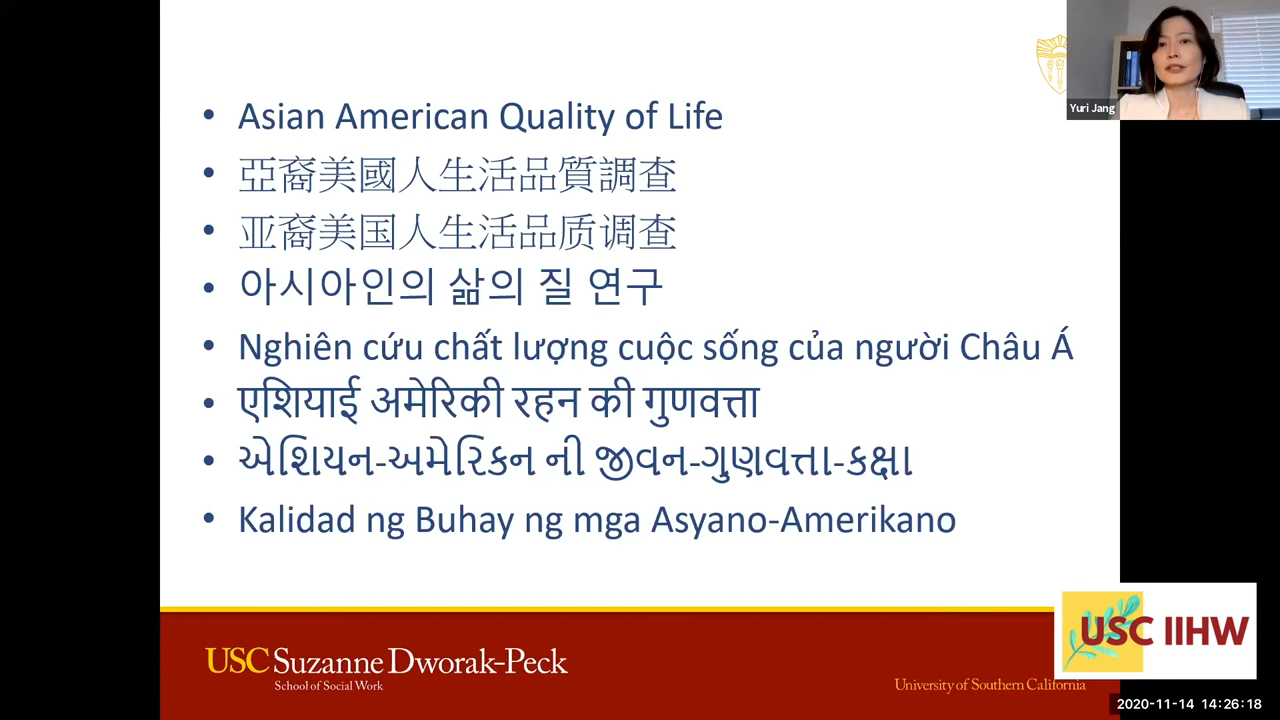 Yuri Jang
• Asian American Quality of Life
• 亞裔美國人生活品質調查
• 亚裔美国人生活品质调查
• 아시아인의 삶의 질 연구
• Nghiên cứu chất lượng cuộc sống của người Châu Á
• एशियाई अमेरिकी रहन की गुणवत्ता
• એશિયન-અમેરિકન ની જીવન-ગુણવત્તા-કક્ષા
• Kalidad ng Buhay ng mga Asyano-Amerikano
USC IIHW
USC Suzanne Dworak-Peck
School of Social Work
University of Southern California
2020-11-14 14:26:18